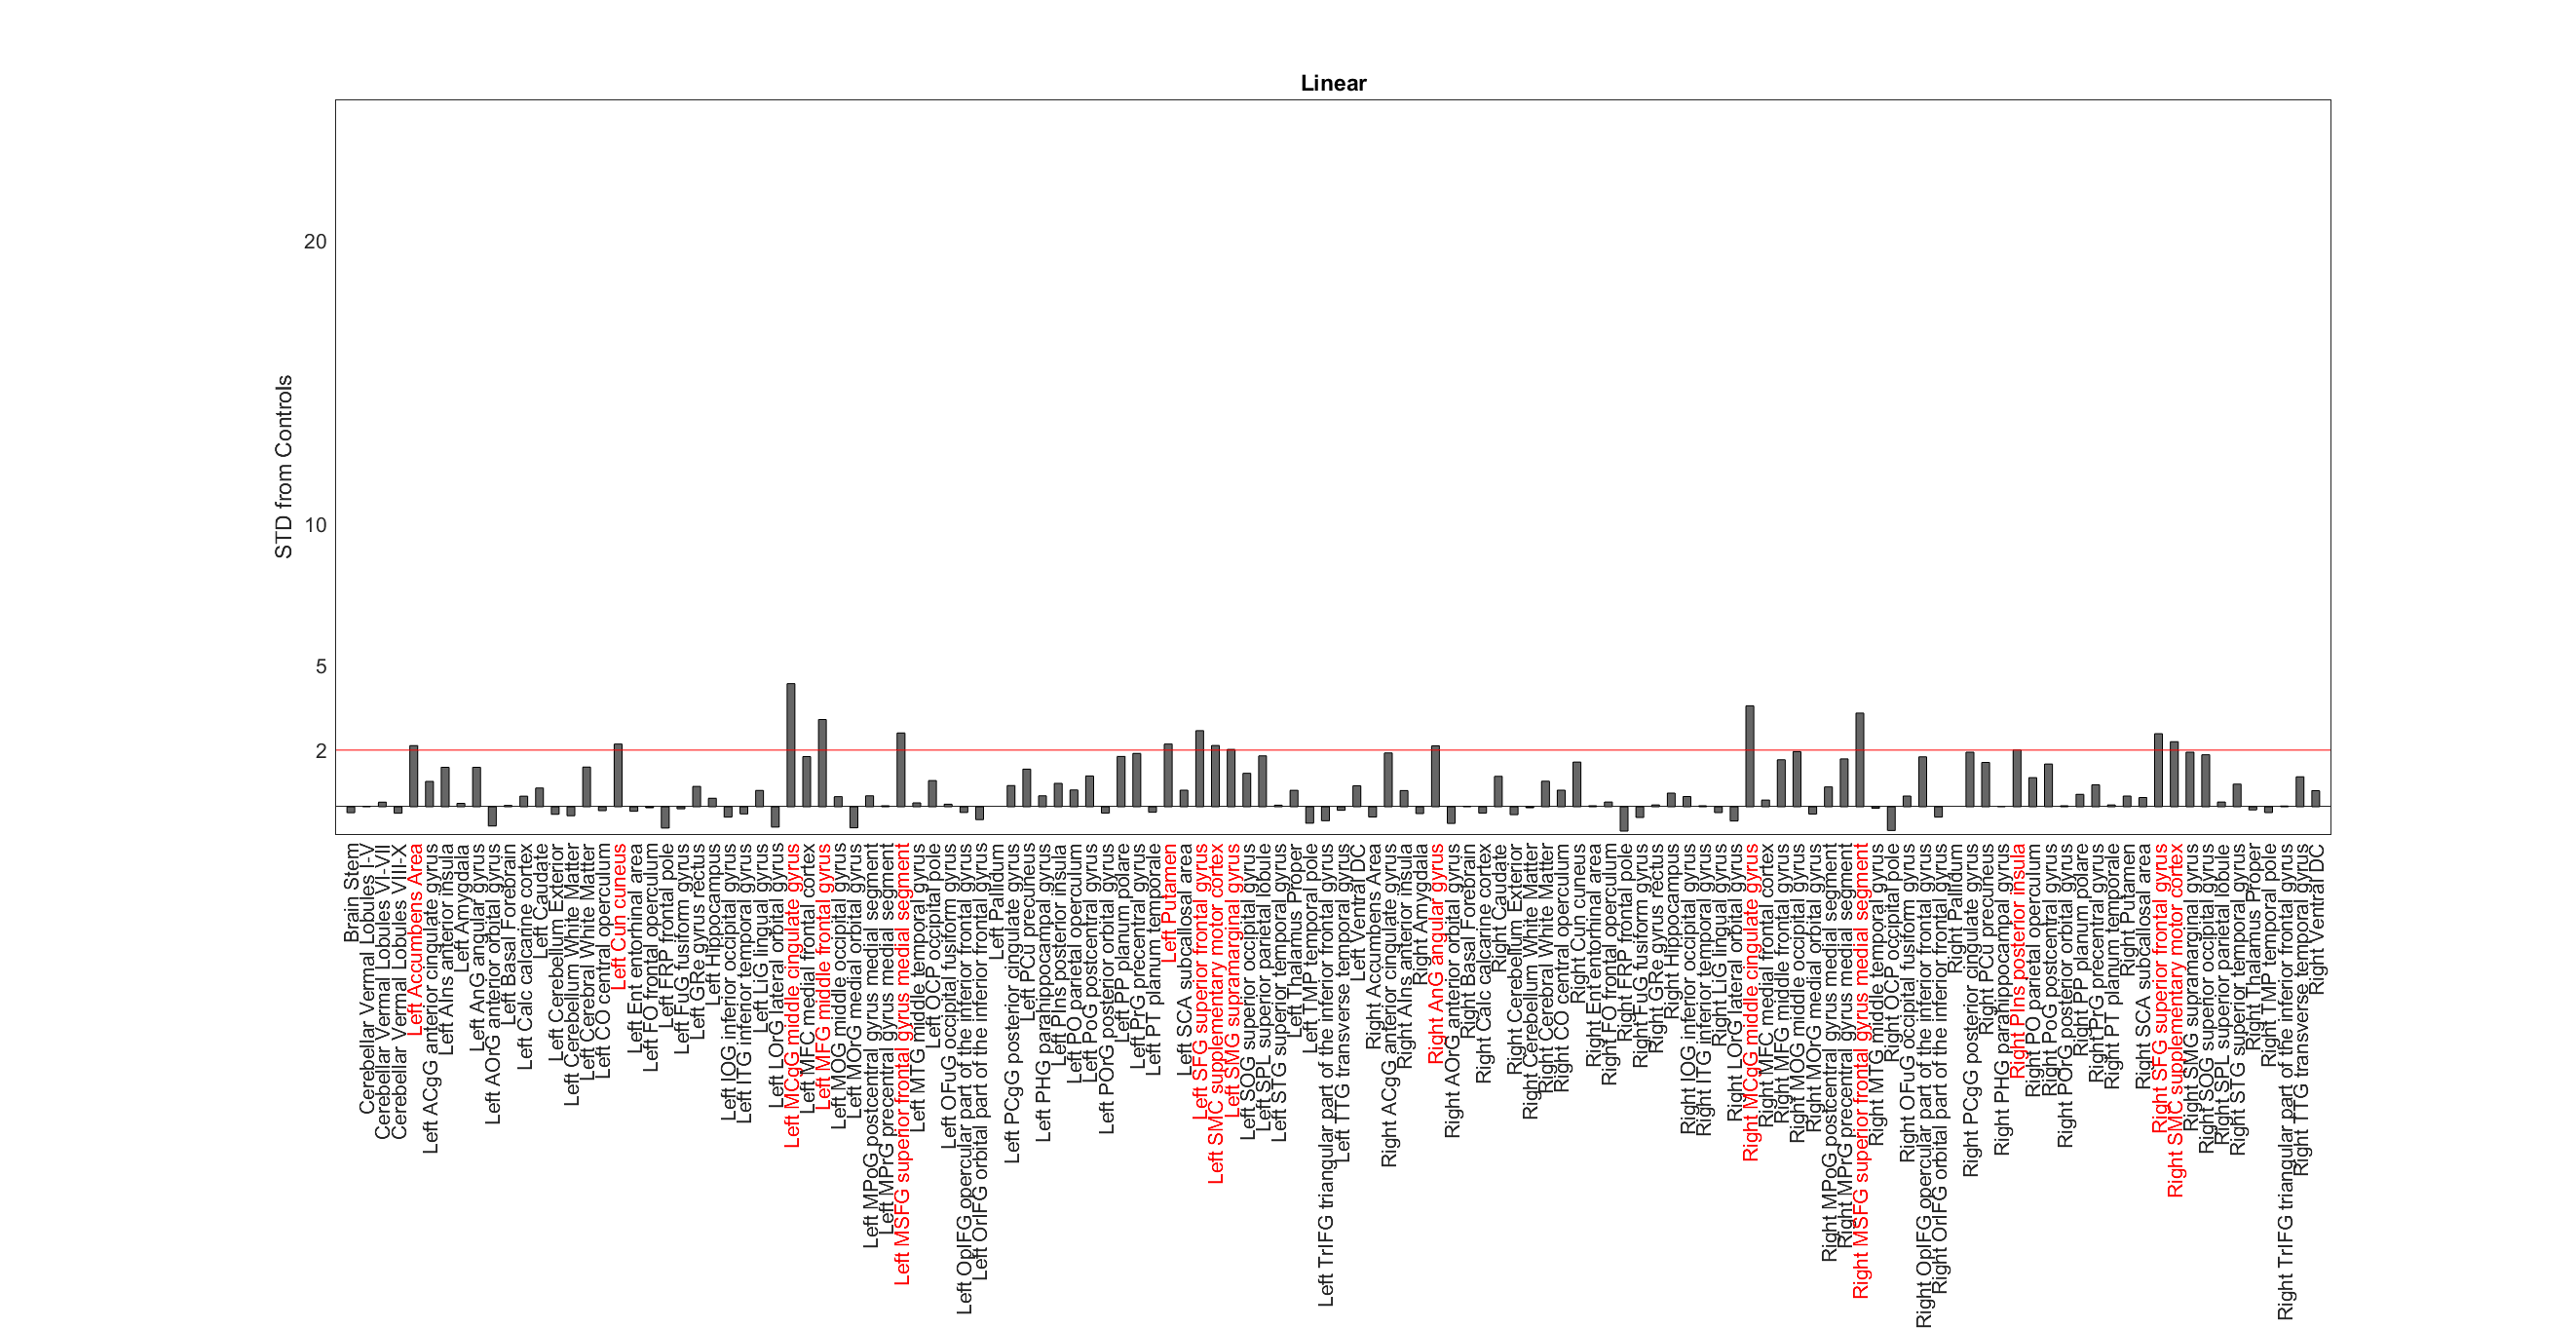 Linear
STD from Controls
20
10
5
2
Brain Stem
Cerebellar Vermal Lobules I-V
Cerebellar Vermal Lobules VI-VII
Cerebellar Vermal Lobules VIII-X
Left Accumbens Area
Left ACgG anterior cingulate gyrus
Left AIns anterior insula
Left Amygdala
Left AnG angular gyrus
Left AOrG anterior orbital gyrus
Left Basal Forebrain
Left Calc calcarine cortex
Left Caudate
Left Cerebellum Exterior
Left Cerebellum White Matter
Left Cerebral White Matter
Left CO central operculum
Left Cun cuneus
Left Ent entorhinal area
Left FO frontal operculum
Left FRP frontal pole
Left FuG fusiform gyrus
Left GRe gyrus rectus
Left Hippocampus
Left IOG inferior occipital gyrus
Left ITG inferior temporal gyrus
Left LiG lingual gyrus
Left LOrG lateral orbital gyrus
Left MCgG middle cingulate gyrus
Left MFC medial frontal cortex
Left MFG middle frontal gyrus
Left MOG middle occipital gyrus
Left MOrG medial orbital gyrus
Left MPoG postcentral gyrus medial segment
Left MPrG precentral gyrus medial segment
Left MSFG superior frontal gyrus medial segment
Left MTG middle temporal gyrus
Left OCP occipital pole
Left OFuG occipital fusiform gyrus
Left OpIFG opercular part of the inferior frontal gyrus
Left OrIFG orbital part of the inferior frontal gyrus
Left Pallidum
Left PCgG posterior cingulate gyrus
Left PCu precuneus
Left PHG parahippocampal gyrus
Left PIns posterior insula
Left PO parietal operculum
Left PoG postcentral gyrus
Left POrG posterior orbital gyrus
Left PP planum polare
Left PrG precentral gyrus
Left PT planum temporale
Left Putamen
Left SCA subcallosal area
Left SFG superior frontal gyrus
Left SMC supplementary motor cortex
Left SMG supramarginal gyrus
Left SOG superior occipital gyrus
Left SPL superior parietal lobule
Left STG superior temporal gyrus
Left Thalamus Proper
Left TMP temporal pole
Left TrIFG triangular part of the inferior frontal gyrus
Left TTG transverse temporal gyrus
Left Ventral DC
Right Accumbens Area
Right ACgG anterior cingulate gyrus
Right AIns anterior insula
Right Amygdala
Right AnG angular gyrus
Right AOrG anterior orbital gyrus
Right Basal Forebrain
Right Calc calcarine cortex
Right Caudate
Right Cerebellum Exterior
Right Cerebellum White Matter
Right Cerebral White Matter
Right CO central operculum
Right Cun cuneus
Right Ent entorhinal area
Right FO frontal operculum
Right FRP frontal pole
Right FuG fusiform gyrus
Right GRe gyrus rectus
Right Hippocampus
Right IOG inferior occipital gyrus
Right ITG inferior temporal gyrus
Right LiG lingual gyrus
Right LOrG lateral orbital gyrus
Right MCgG middle cingulate gyrus
Right MFC medial frontal cortex
Right MFG middle frontal gyrus
Right MOG middle occipital gyrus
Right MOrG medial orbital gyrus
Right MPoG postcentral gyrus medial segment
Right MPrG precentral gyrus medial segment
Right MSFG superior frontal gyrus medial segment
Right MTG middle temporal gyrus
Right OCP occipital pole
Right OFuG occipital fusiform gyrus
Right OpIFG opercular part of the inferior frontal gyrus
Right OrIFG orbital part of the inferior frontal gyrus
Right Pallidum
Right PCgG posterior cingulate gyrus
Right PCu precuneus
Right PHG parahippocampal gyrus
Right PIns posterior insula
Right PO parietal operculum
Right PoG postcentral gyrus
Right POrG posterior orbital gyrus
Right PP planum polare
Right PrG precentral gyrus
Right PT planum temporale
Right Putamen
Right SCA subcallosal area
Right SFG superior frontal gyrus
Right SMC supplementary motor cortex
Right SMG supramarginal gyrus
Right SOG superior occipital gyrus
Right SPL superior parietal lobule
Right STG superior temporal gyrus
Right Thalamus Proper
Right TMP temporal pole
Right TrIFG triangular part of the inferior frontal gyrus
Right TTG transverse temporal gyrus
Right Ventral DC